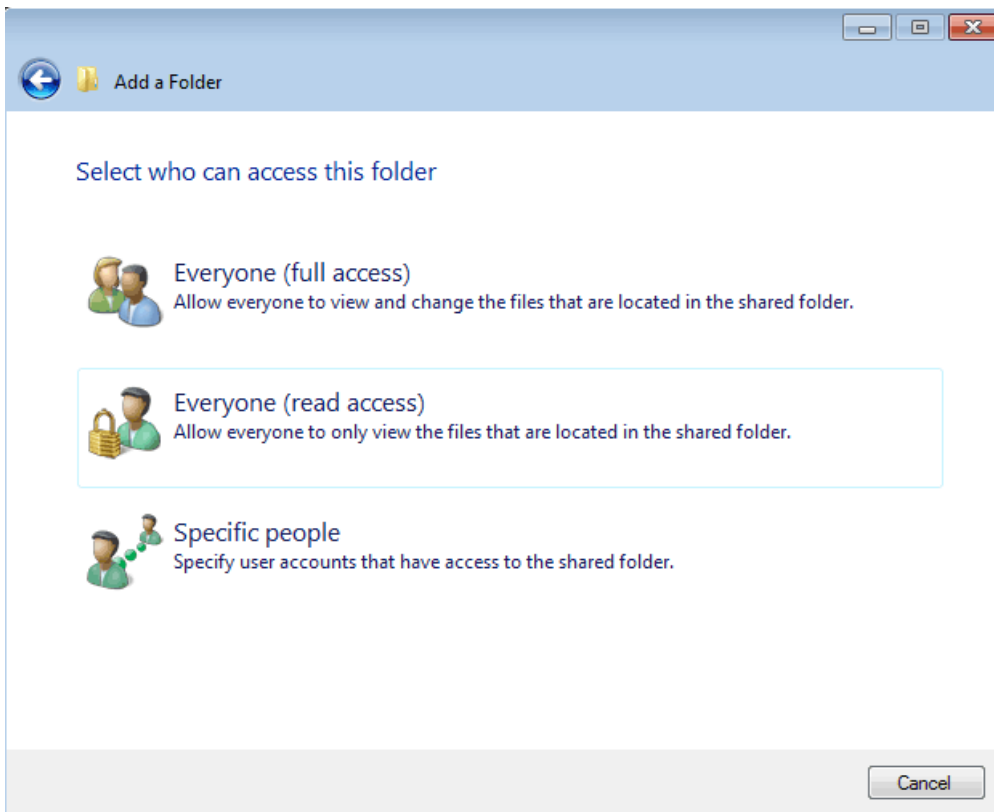 Add a Folder
Select who can access this folder
Everyone (full access)
Allow everyone to view and change the files that are located in the shared folder.
Everyone (read access)
Allow everyone to only view the files that are located in the shared folder.
Specific people
Specify user accounts that have access to the shared folder.
Cancel